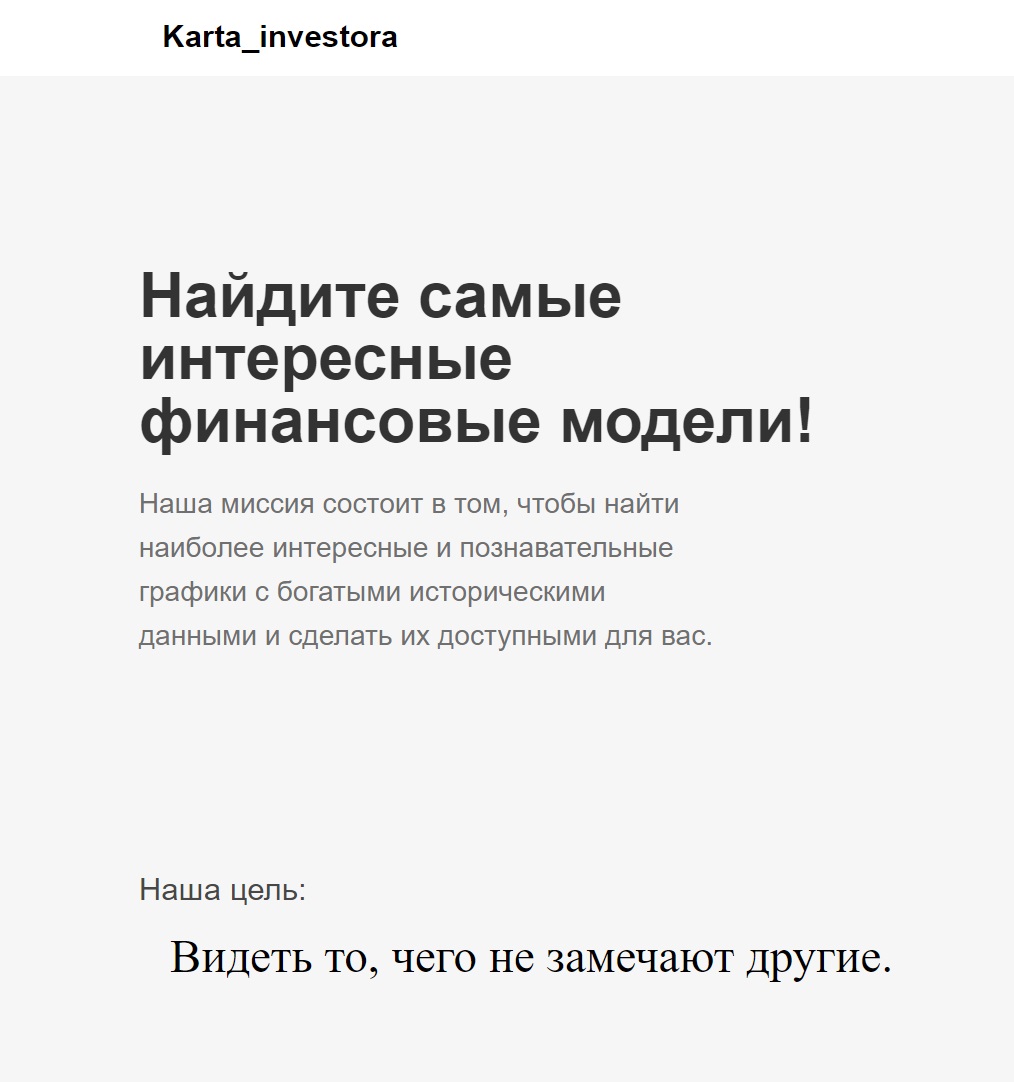 Karta_investora
Найдите самые
интересные
финансовые модели!
Наша миссия состоит в том, чтобы найти
наиболее интересные и познавательные
графики с богатыми историческими
данными и сделать их доступными для вас.
Наша цель:
Видеть то, чего не замечают другие.